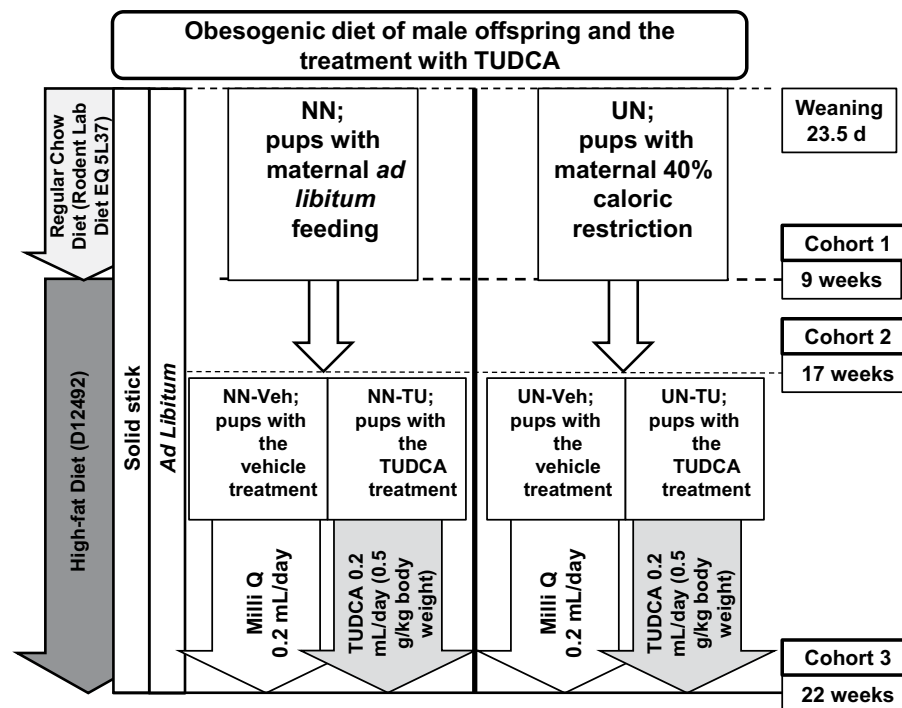 Obesogenic diet of male offspring and the
treatment with TUDCA
Regular Chow
Diet (Rodent Lab
Diet EQ 5L37)
High-fat Diet (D12492)
Solid stick
Ad Libitum
NN;
pups with
maternal ad
libitum
feeding
UN;
pups with
maternal 40%
caloric
restriction
Weaning
23.5 d
Cohort 1
9 weeks
Cohort 2
17 weeks
NN-Veh;
pups with
the
vehicle
treatment
NN-TU;
pups with
the
TUDCA
treatment
UN-Veh;
pups with
the
vehicle
treatment
UN-TU;
pups with
the
TUDCA
treatment
Milli Q
0.2 mL/day
TUDCA 0.2
mL/day (0.5
g/kg body
weight)
Milli Q
0.2 mL/day
TUDCA 0.2
mL/day (0.5
g/kg body
weight)
Cohort 3
22 weeks